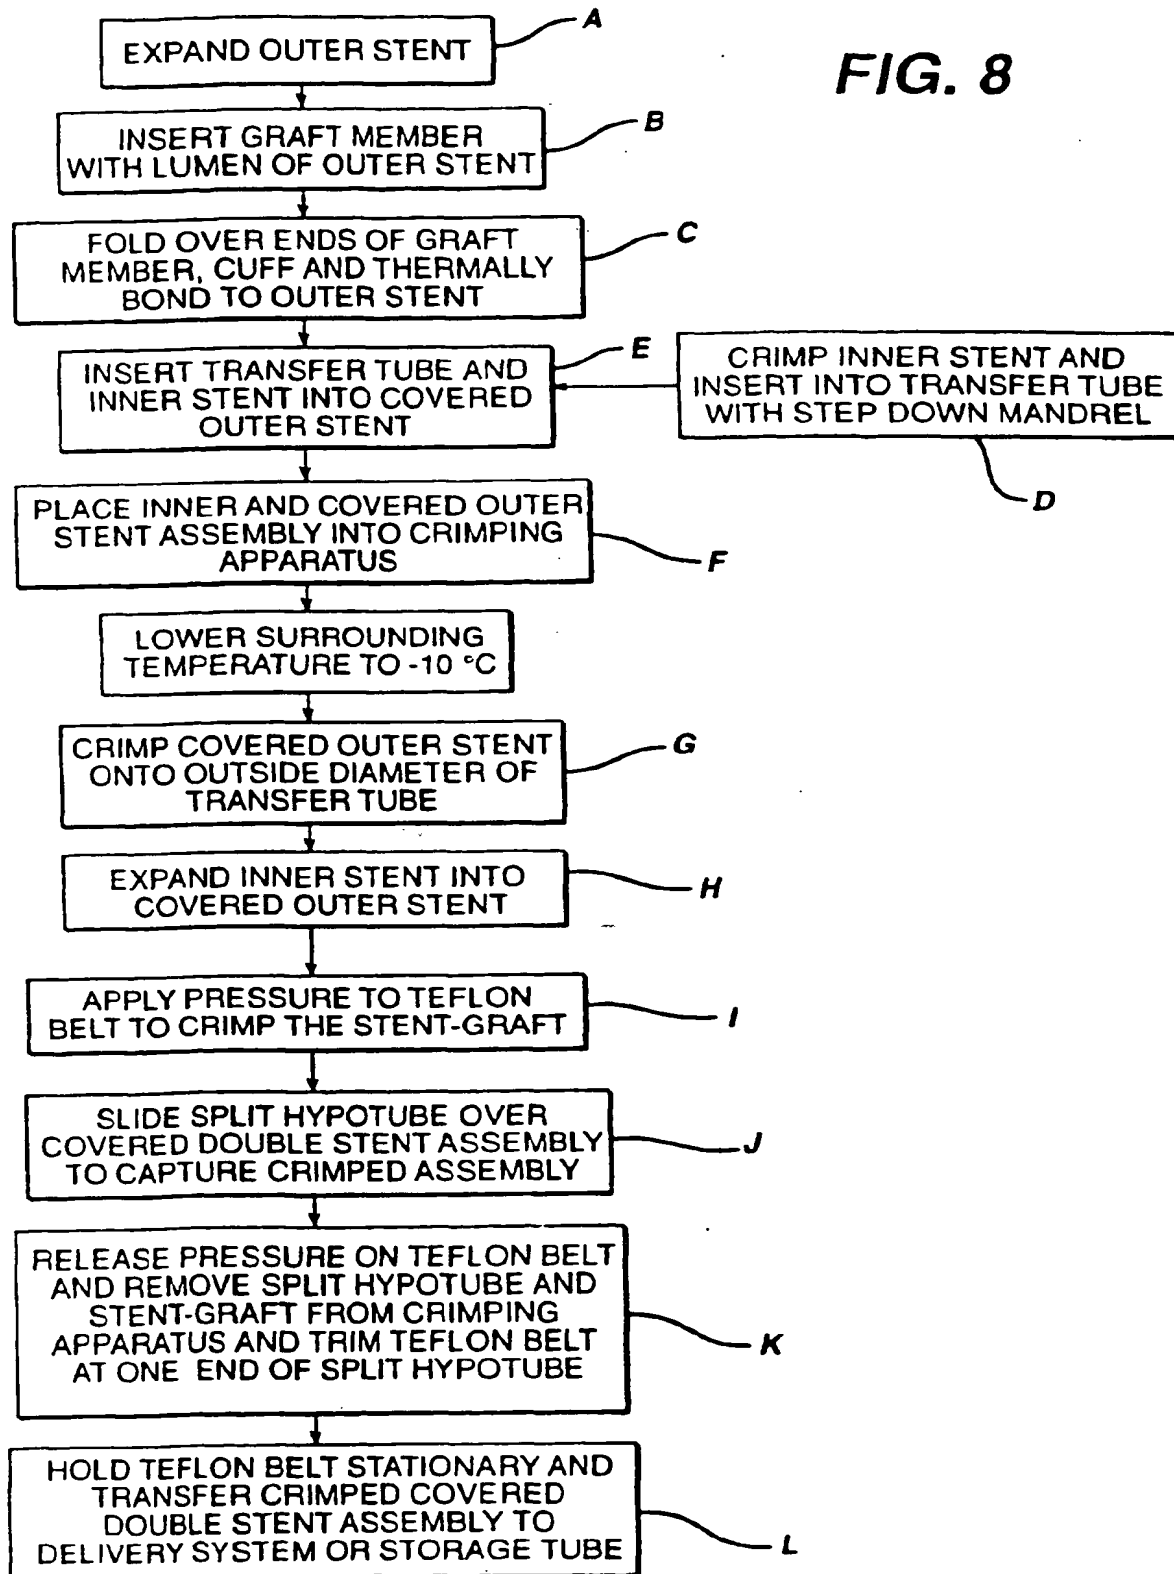 FIG. 8
A
EXPAND OUTER STENT
B
INSERT GRAFT MEMBER
WITH LUMEN OF OUTER STENT
C
FOLD OVER ENDS OF GRAFT
MEMBER, CUFF AND THERMALLY
BOND TO OUTER STENT
E
INSERT TRANSFER TUBE AND
INNER STENT INTO COVERED
OUTER STENT
CRIMP INNER STENT AND
INSERT INTO TRANSFER TUBE
WITH STEP DOWN MANDREL
D
PLACE INNER AND COVERED OUTER
STENT ASSEMBLY INTO CRIMPING
APPARATUS
F
LOWER SURROUNDING
TEMPERATURE TO -10 °C
CRIMP COVERED OUTER STENT
ONTO OUTSIDE DIAMETER OF
TRANSFER TUBE
G
EXPAND INNER STENT INTO
COVERED OUTER STENT
H
APPLY PRESSURE TO TEFLON
BELT TO CRIMP THE STENT-GRAFT
I
SLIDE SPLIT HYPOTUBE OVER
COVERED DOUBLE STENT ASSEMBLY
TO CAPTURE CRIMPED ASSEMBLY
J
RELEASE PRESSURE ON TEFLON BELT
AND REMOVE SPLIT HYPOTUBE AND
STENT-GRAFT FROM CRIMPING
APPARATUS AND TRIM TEFLON BELT
AT ONE END OF SPLIT HYPOTUBE
K
HOLD TEFLON BELT STATIONARY AND
TRANSFER CRIMPED COVERED
DOUBLE STENT ASSEMBLY TO
DELIVERY SYSTEM OR STORAGE TUBE
L